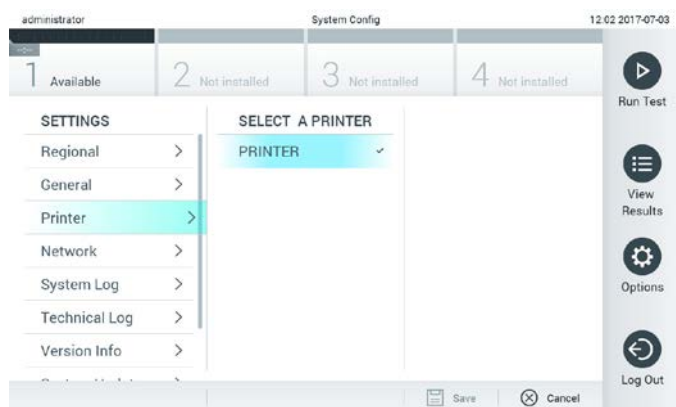 administrator System Config 12:02 2017-07-03
1 Available 2 Not installed 3 Not installed 4 Not installed
Run Test
SETTINGS SELECT A PRINTER
Regional PRINTER
General
View Results
Printer
Network
System Log Options
Technical Log
Version Info
Log Out
Save Cancel